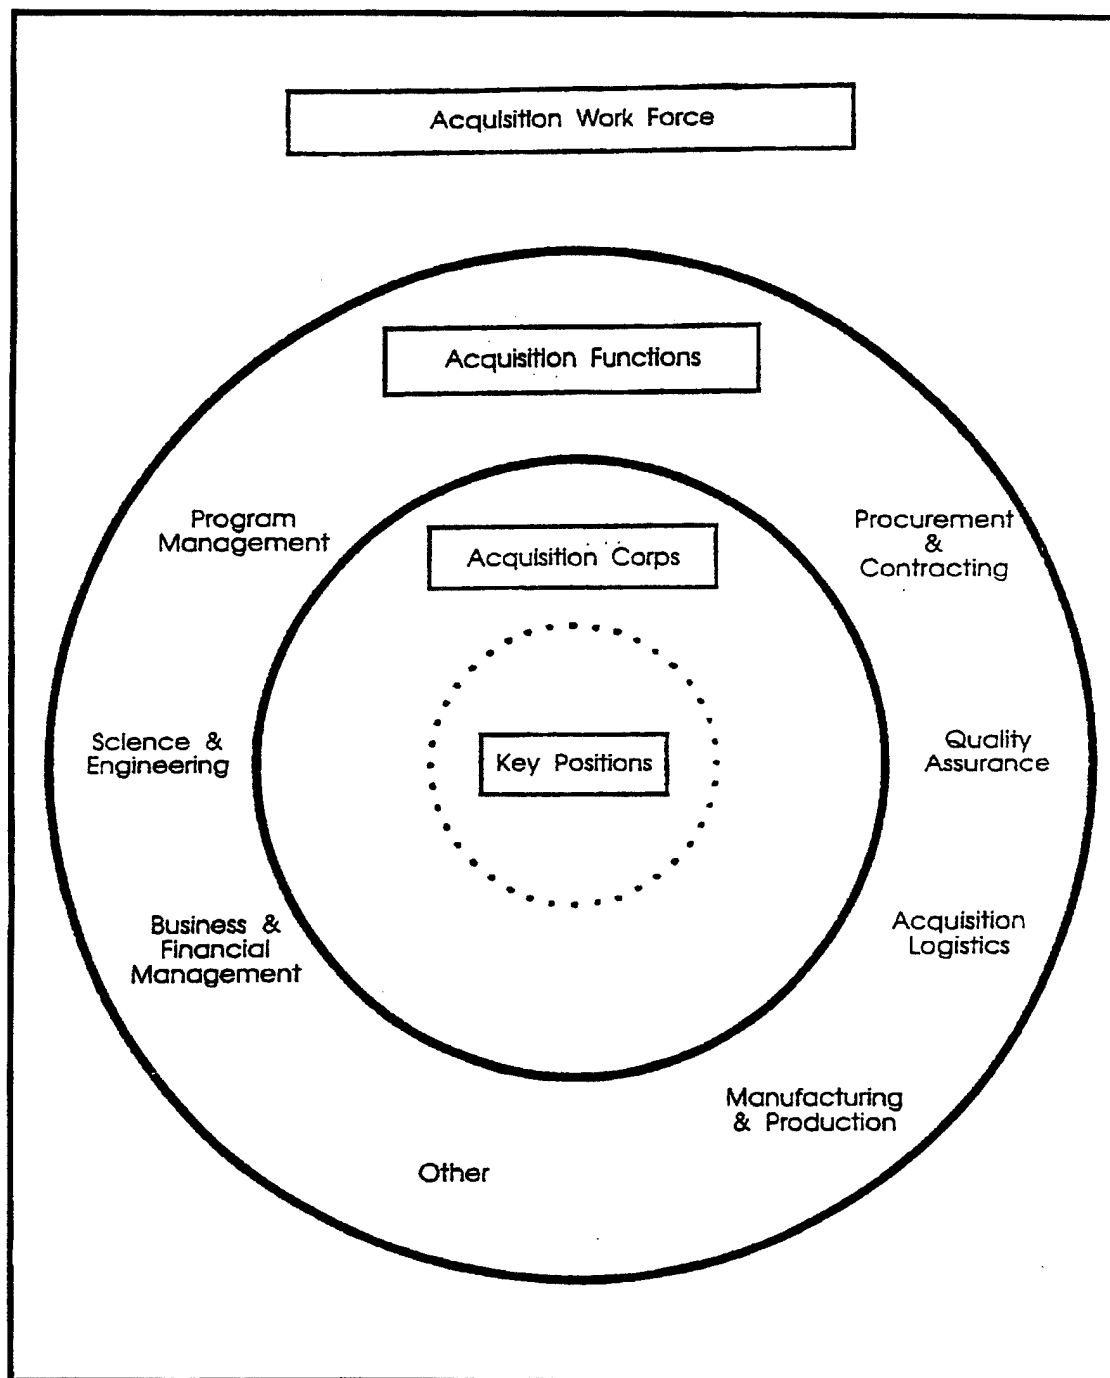 Acquisition Work Force
Acquisition Functions
Program
Management
Procurement
&
Contracting
Acquisition Corps
Science &
Engineering
Key Positions
Quality
Assurance
Business &
Financial
Management
Acquisition
Logistics
Manufacturing
& Production
Other